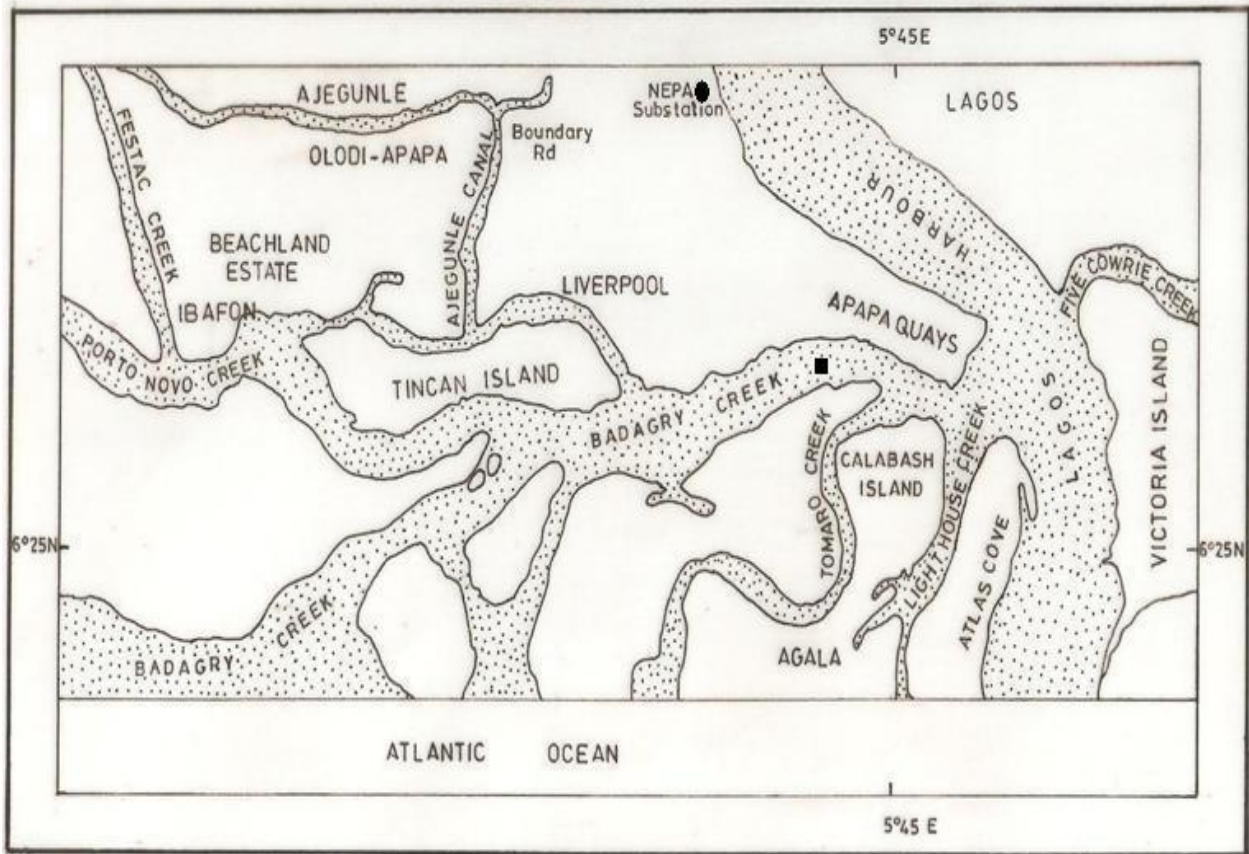 5°45E
AJEGUNLE
NEPA
Substation
LAGOS
FESTAC CREEK
OLODI-APAPA
AJEGUNLE CANAL
Boundary
Rd
HARBOUR
BEACHLAND
ESTATE
IBAFON
LIVERPOOL
FIVE COWRIE CREEK
APAPA QUAYS
PORTO NOVO CREEK
TINCAN ISLAND
BADAGRY CREEK
TOMARO CREEK
CALABASH
ISLAND
LIGHT HOUSE CREEK
LAGOS
VICTORIA ISLAND
6°25N
6°25N
ATLAS COVE
BADAGRY CREEK
AGALA
ATLANTIC OCEAN
5°45 E